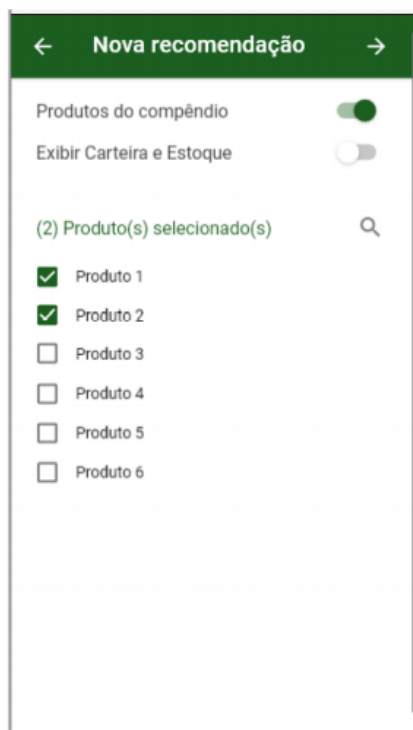 Nova recomendação
Produtos do compêndio
Exibir Carteira e Estoque
(2) Produto(s) selecionado(s)
Produto 1
Produto 2
Produto 3
Produto 4
Produto 5
Produto 6